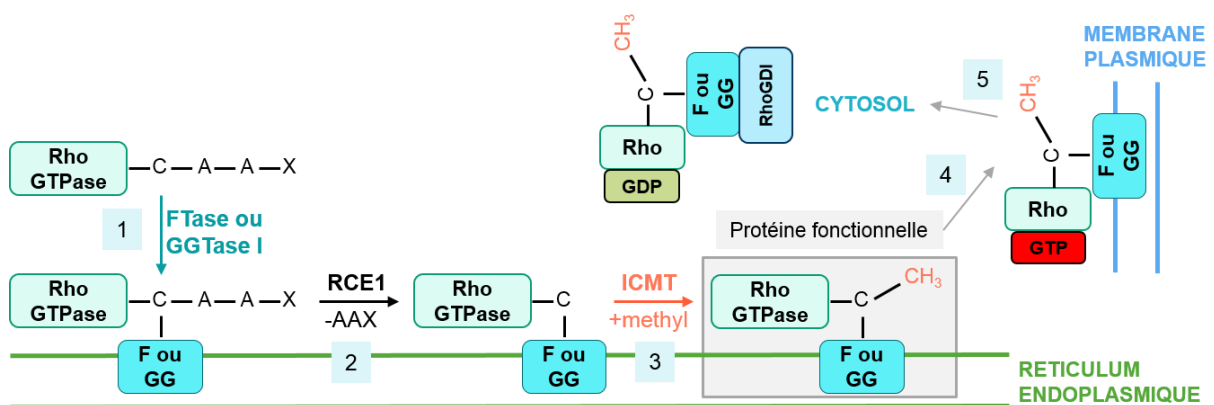 CH₃
C
F ou
GG
RhoGDI
Rho
GDP
CYTOSOL
5
MEMBRANE
PLASMIQUE
CH₃
C
F ou
GG
Rho
GTP
4
Rho
GTPase
C A A X
1
FTase ou
GGTase I
Protéine fonctionnelle
Rho
GTPase
C A A X
F ou
GG
RCE1
-AAX
2
Rho
GTPase
C
F ou
GG
ICMT
+methyl
3
Rho
GTPase
C
CH₃
F ou
GG
RETICULUM
ENDOPLASMIQUE